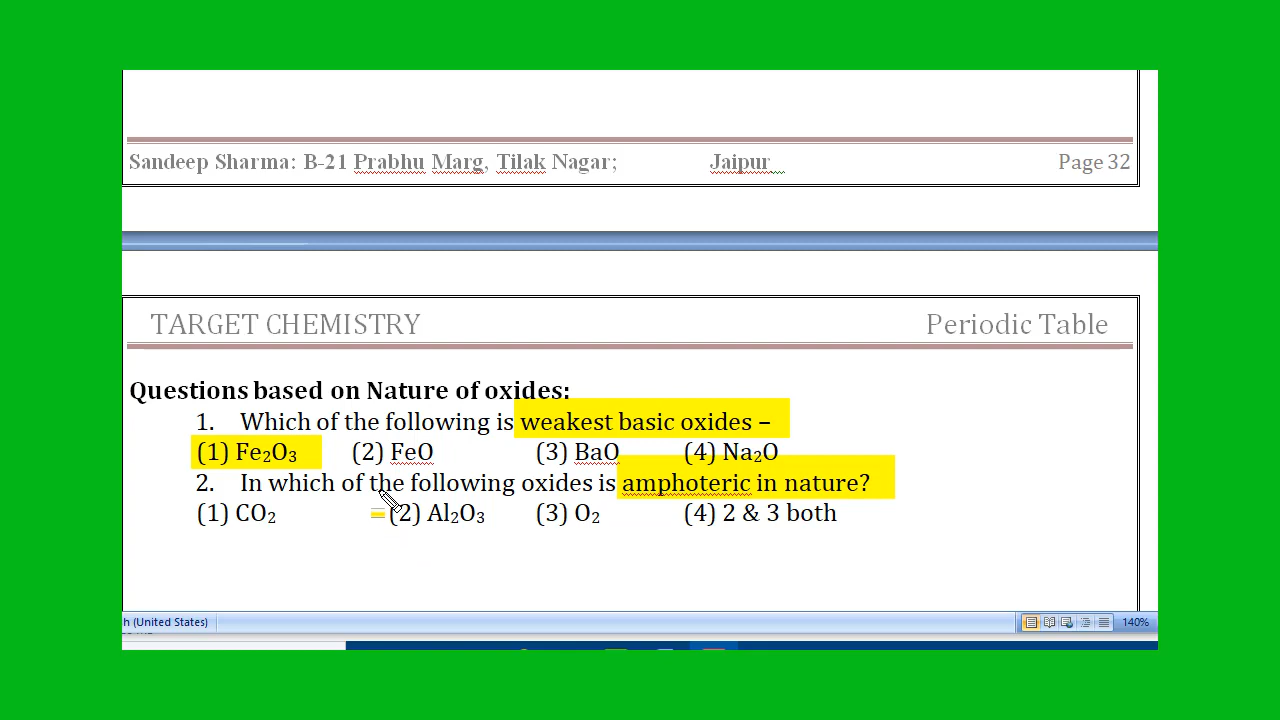 Sandeep Sharma: B-21 Prabhu Marg, Tilak Nagar; Jaipur Page 32
TARGET CHEMISTRY Periodic Table
Questions based on Nature of oxides:
1. Which of the following is weakest basic oxides –
(1) Fe₂O₃ (2) FeO (3) BaO (4) Na₂O
2. In which of the following oxides is amphoteric in nature?
(1) CO₂ (2) Al₂O₃ (3) O₂ (4) 2 & 3 both
h (United States) 140%